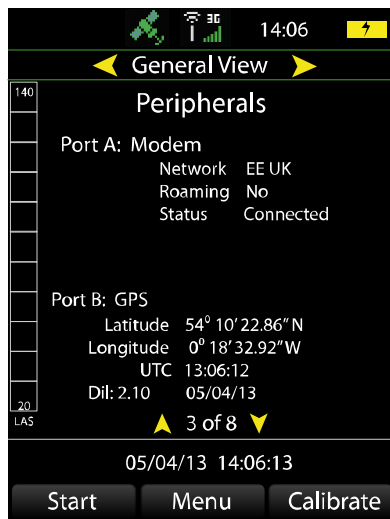 3G
14:06
General View
140
Peripherals
Port A: Modem
Network EE UK
Roaming No
Status Connected
Port B: GPS
Latitude 54⁰ 10′ 22.86″ N
Longitude 0⁰ 18′ 32.92″ W
UTC 13:06:12
Dil: 2.10 05/04/13
20
LAS
3 of 8
05/04/13 14:06:13
Start Menu Calibrate